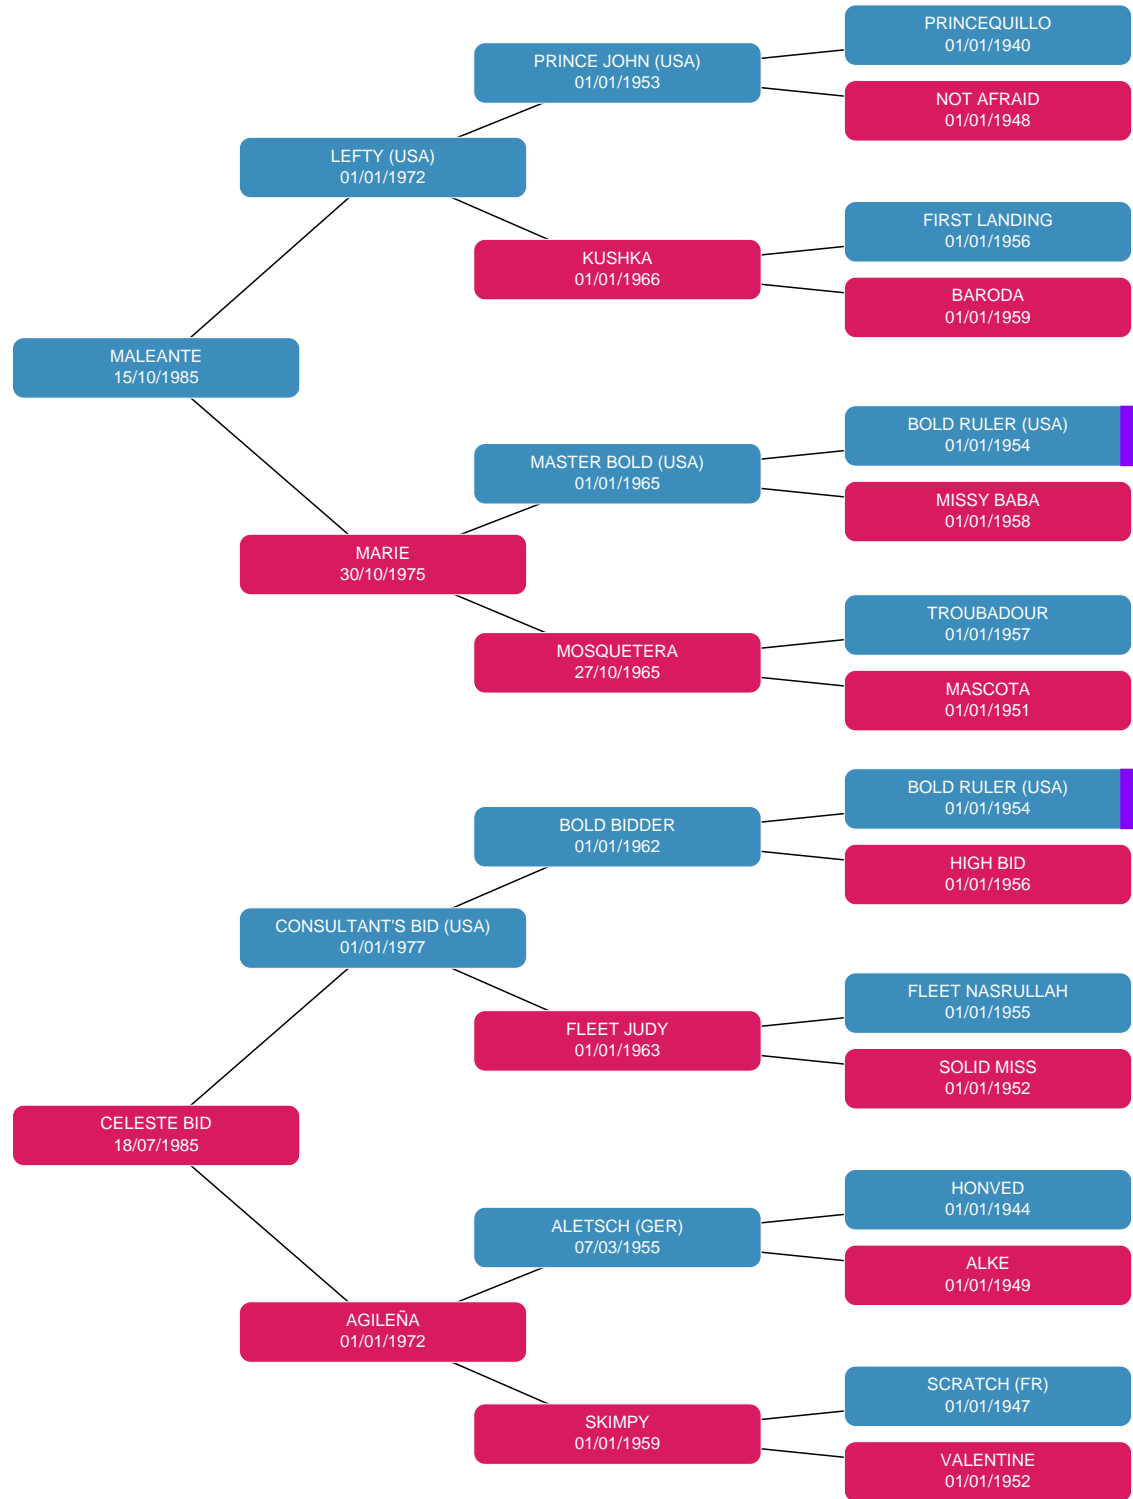 PRINCEQUILLO
01/01/1940
PRINCE JOHN (USA)
01/01/1953
NOT AFRAID
01/01/1948
LEFTY (USA)
01/01/1972
FIRST LANDING
01/01/1956
KUSHKA
01/01/1966
BARODA
01/01/1959
MALEANTE
15/10/1985
BOLD RULER (USA)
01/01/1954
MASTER BOLD (USA)
01/01/1965
MISSY BABA
01/01/1958
MARIE
30/10/1975
TROUBADOUR
01/01/1957
MOSQUETERA
27/10/1965
MASCOTA
01/01/1951
BOLD RULER (USA)
01/01/1954
BOLD BIDDER
01/01/1962
HIGH BID
01/01/1956
CONSULTANT'S BID (USA)
01/01/1977
FLEET NASRULLAH
01/01/1955
FLEET JUDY
01/01/1963
SOLID MISS
01/01/1952
CELESTE BID
18/07/1985
HONVED
01/01/1944
ALETSCH (GER)
07/03/1955
ALKE
01/01/1949
AGILEÑA
01/01/1972
SCRATCH (FR)
01/01/1947
SKIMPY
01/01/1959
VALENTINE
01/01/1952